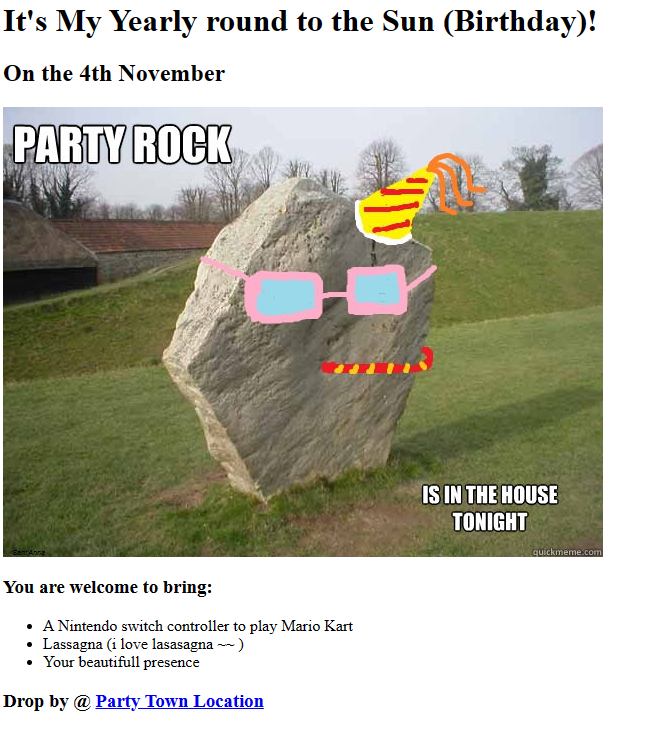 It's My Yearly round to the Sun (Birthday)!
On the 4th November
PARTY ROCK
IS IN THE HOUSE
TONIGHT
quickmeme.com
You are welcome to bring:
A Nintendo switch controller to play Mario Kart
Lassagna (i love lasasagna ~~ )
Your beautifull presence
Drop by @ Party Town Location